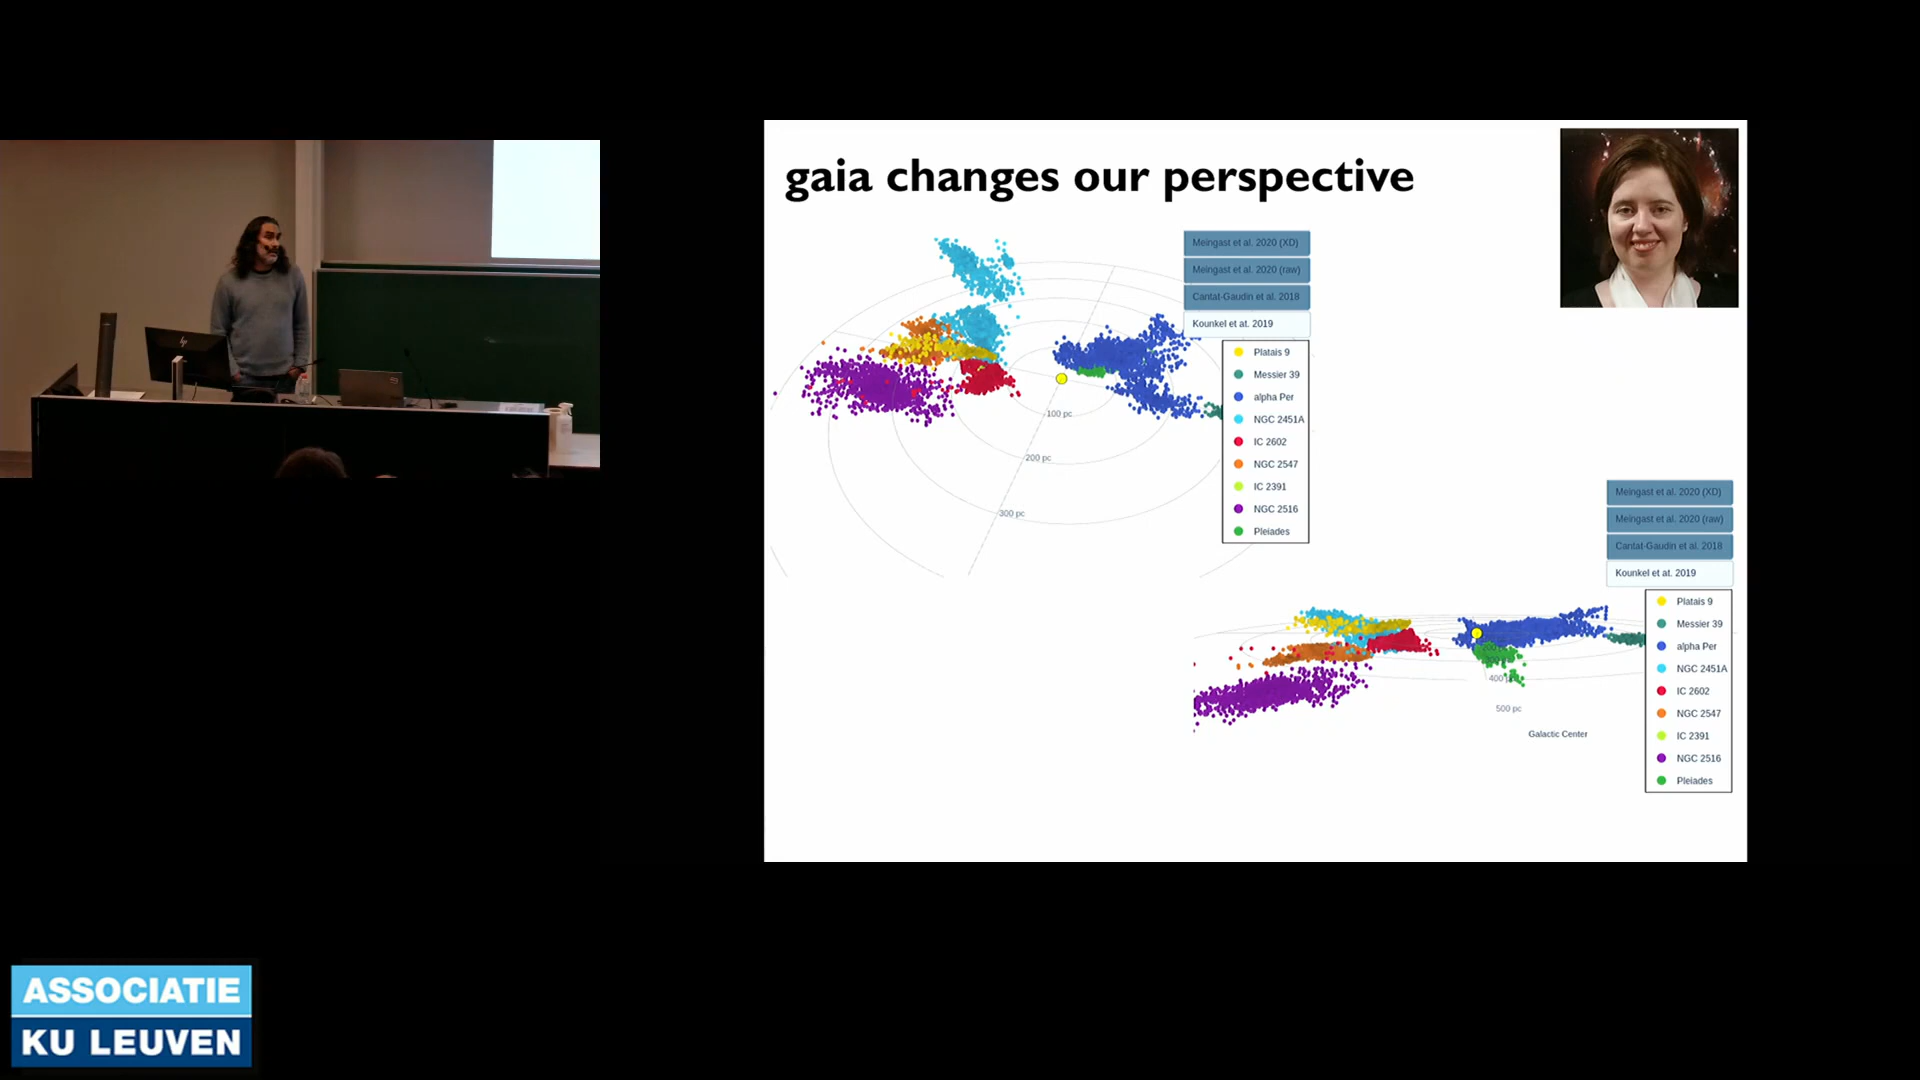 gaia changes our perspective
Meingast et al. 2020 (XD)
Meingast et al. 2020 (raw)
Cantat-Gaudin et al. 2018
Kounkel et at. 2019
Platais 9
Messier 39
alpha Per
NGC 2451A
IC 2602
NGC 2547
IC 2391
NGC 2516
Pleiades
100 pc
200 pc
300 pc
Meingast et al. 2020 (XD)
Meingast et al. 2020 (raw)
Cantat-Gaudin et al. 2018
Kounkel et at. 2019
Platais 9
Messier 39
alpha Per
NGC 2451A
IC 2602
NGC 2547
IC 2391
NGC 2516
Pleiades
500 pc
Galactic Center
ASSOCIATIE
KU LEUVEN